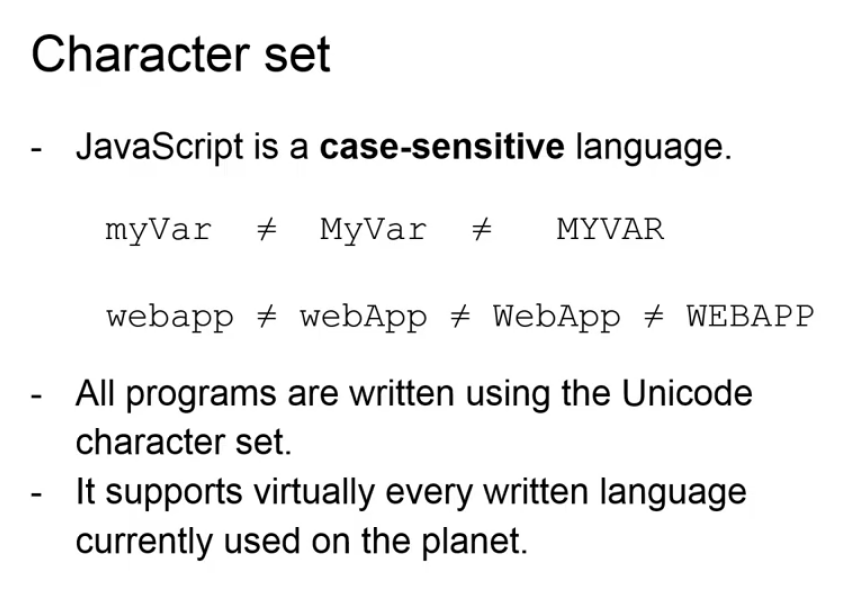 Character set
- JavaScript is a case-sensitive language.
myVar ≠ MyVar ≠ MYVAR
webapp ≠ webApp ≠ WebApp ≠ WEBAPP
- All programs are written using the Unicode
character set.
- It supports virtually every written language
currently used on the planet.